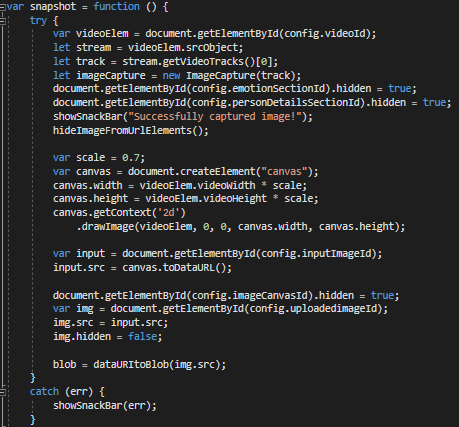 var snapshot = function () {
try {
var videoElem = document.getElementById(config.videoId);
let stream = videoElem.srcObject;
let track = stream.getVideoTracks()[0];
let imageCapture = new ImageCapture(track);
document.getElementById(config.emotionSectionId).hidden = true;
document.getElementById(config.personDetailsSectionId).hidden = true;
showSnackBar("Successfully captured image!");
hideImageFromUrlElements();
var scale = 0.7;
var canvas = document.createElement("canvas");
canvas.width = videoElem.videoWidth * scale;
canvas.height = videoElem.videoHeight * scale;
canvas.getContext('2d')
.drawImage(videoElem, 0, 0, canvas.width, canvas.height);
var input = document.getElementById(config.inputImageId);
input.src = canvas.toDataURL();
document.getElementById(config.imageCanvasId).hidden = true;
var img = document.getElementById(config.uploadedimageId);
img.src = input.src;
img.hidden = false;
blob = dataURItoBlob(img.src);
}
catch (err) {
showSnackBar(err);
}